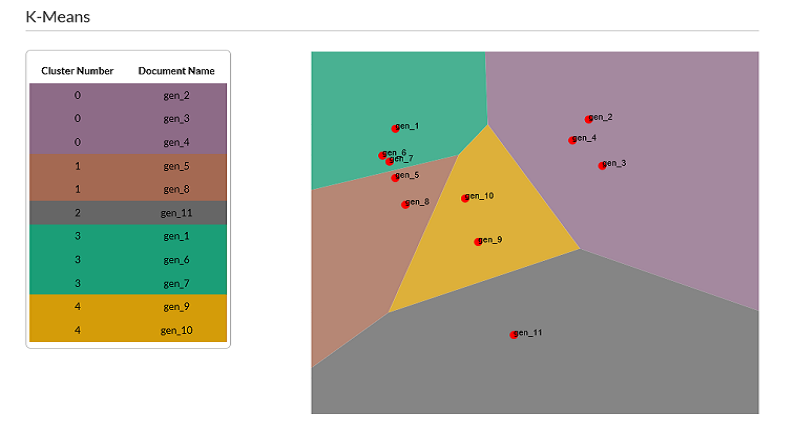 K-Means
Cluster Number Document Name
0 gen_2
0 gen_3
0 gen_4
1 gen_5
1 gen_8
2 gen_11
3 gen_1
3 gen_6
3 gen_7
4 gen_9
4 gen_10
gen_1
gen_2
gen_4
gen_6
gen_7
gen_3
gen_5
gen_10
gen_8
gen_9
gen_11